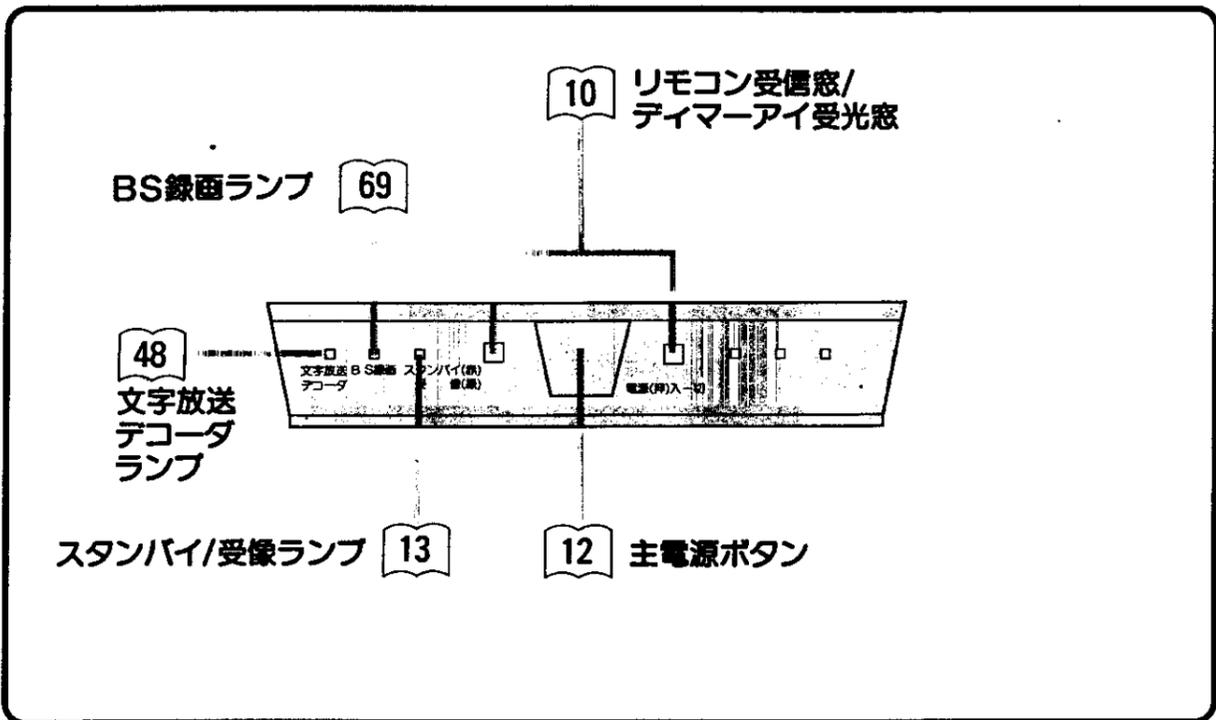 10
リモコン受信窓/
ディマーアイ受光窓
BS録画ランプ
69
48
文字放送
デコーダ
ランプ
文字放送
デコーダ
BS録画
スタンバイ(赤)
受 像(緑)
電源(押)入-切
スタンバイ/受像ランプ
13
12
主電源ボタン